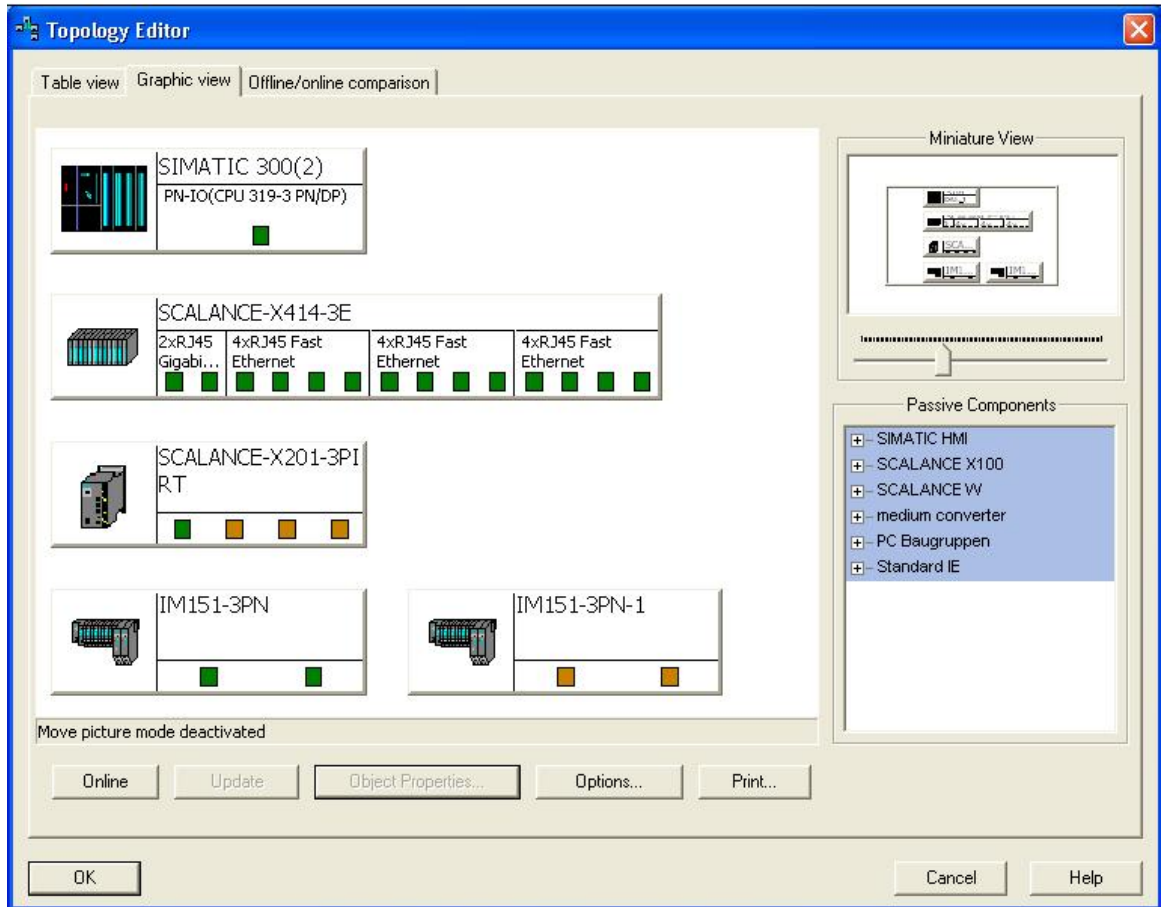 Topology Editor
Table view
Graphic view
Offline/online comparison
SIMATIC 300(2)
PN-IO(CPU 319-3 PN/DP)
SCALANCE-X414-3E
2xRJ45 Gigabi...
4xRJ45 Fast Ethernet
4xRJ45 Fast Ethernet
4xRJ45 Fast Ethernet
SCALANCE-X201-3PI
RT
IM151-3PN
IM151-3PN-1
Move picture mode deactivated
Online
Update
Object Properties...
Options...
Print...
Miniature View
SCA...
IM1...
IM1...
Passive Components
SIMATIC HMI
SCALANCE X100
SCALANCE W
medium converter
PC Baugruppen
Standard IE
OK
Cancel
Help